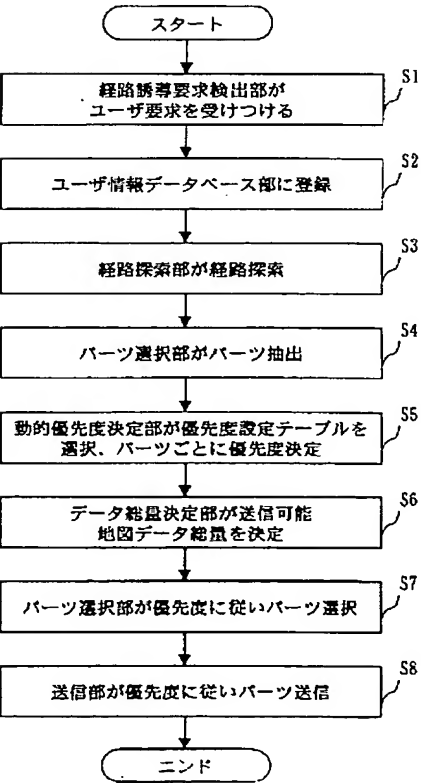 スタート
S1
経路誘導要求検出部が
ユーザ要求を受けつける
S2
ユーザ情報データベース部に登録
S3
経路探索部が経路探索
S4
パーツ選択部がパーツ抽出
S5
動的優先度決定部が優先度設定テーブルを
選択、パーツごとに優先度決定
S6
データ総量決定部が送信可能
地図データ総量を決定
S7
パーツ選択部が優先度に従いパーツ選択
S8
送信部が優先度に従いパーツ送信
エンド